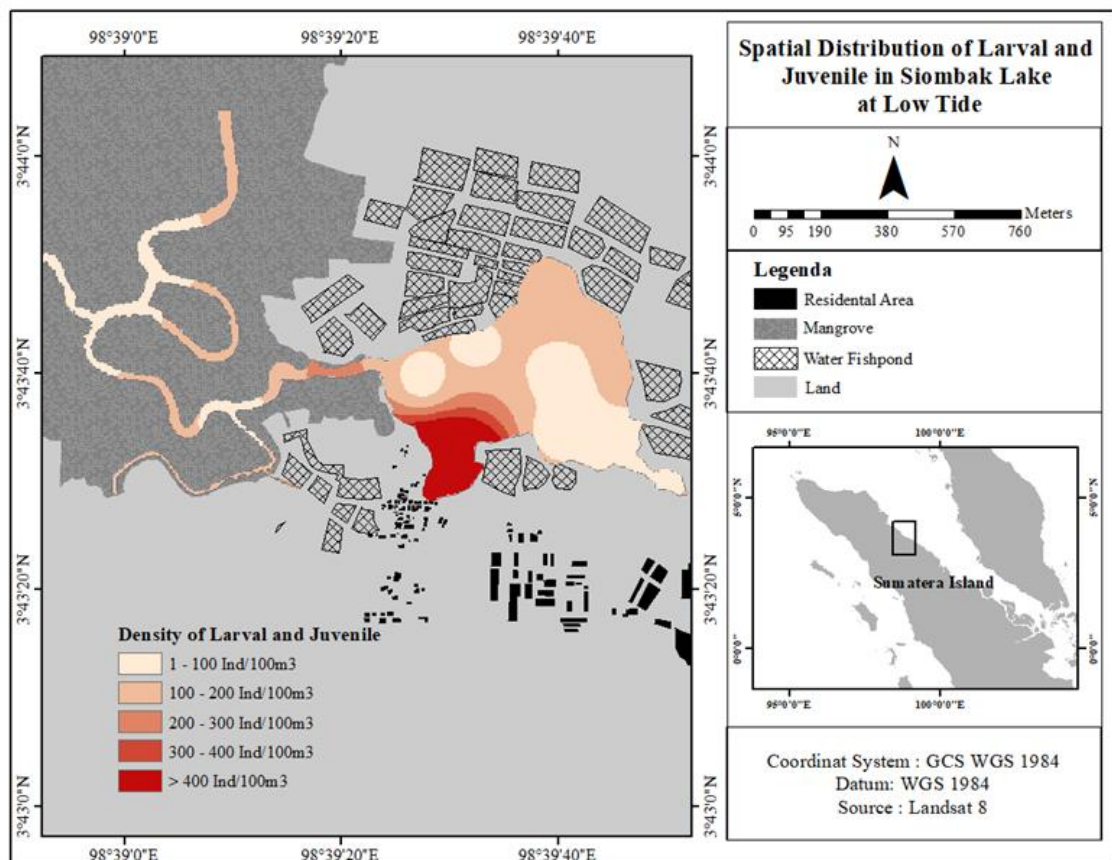 98°39'0"E 98°39'20"E 98°39'40"E
3°44'0"N 3°44'0"N
3°43'40"N 3°43'40"N
3°43'20"N 3°43'20"N
3°43'0"N 3°43'0"N
Density of Larval and Juvenile
1 - 100 Ind/100m3
100 - 200 Ind/100m3
200 - 300 Ind/100m3
300 - 400 Ind/100m3
> 400 Ind/100m3
98°39'0"E 98°39'20"E 98°39'40"E
Spatial Distribution of Larval and
Juvenile in Siombak Lake
at Low Tide
N
Meters
0 95 190 380 570 760
Legenda
Residental Area
Mangrove
Water Fishpond
Land
95°0'0"E 100°0'0"E
5°0'0"N 5°0'0"N
Sumatera Island
0°0'0" 0°0'0"
95°0'0"E 100°0'0"E
Coordinat System : GCS WGS 1984
Datum: WGS 1984
Source : Landsat 8